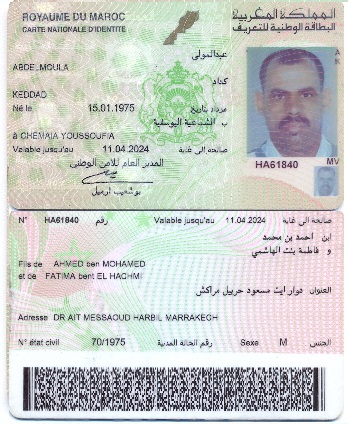 ROYAUME DU MAROC
المملكة المغربية
CARTE NATIONALE D'IDENTITE
البطاقة الوطنية للتعريف
عبدالمولى
ABDELMOULA
كداد
KEDDAD
Né le 15.01.1975 مزداد بتاريخ
ب الشماعية اليوسفية
à CHEMAIA YOUSSOUFIA
Valable jusqu'au 11.04.2024 صالحة إلى غاية
المدير العام للأمن الوطني
بوشعيب أرميل
HA61840
MV
N° HA61840 رقم Valable jusqu'au 11.04.2024 صالحة إلى غاية
ابن احمد بن محمد
و فاطمة بنت الهاشمي
Fils de AHMED ben MOHAMED
et de FATIMA bent EL HACHMI
العنوان دوار ايت مسعود حربيل مراكش
Adresse DR AIT MESSAOUD HARBIL MARRAKECH
N° état civil 70/1975 رقم الحالة المدنية Sexe M الجنس